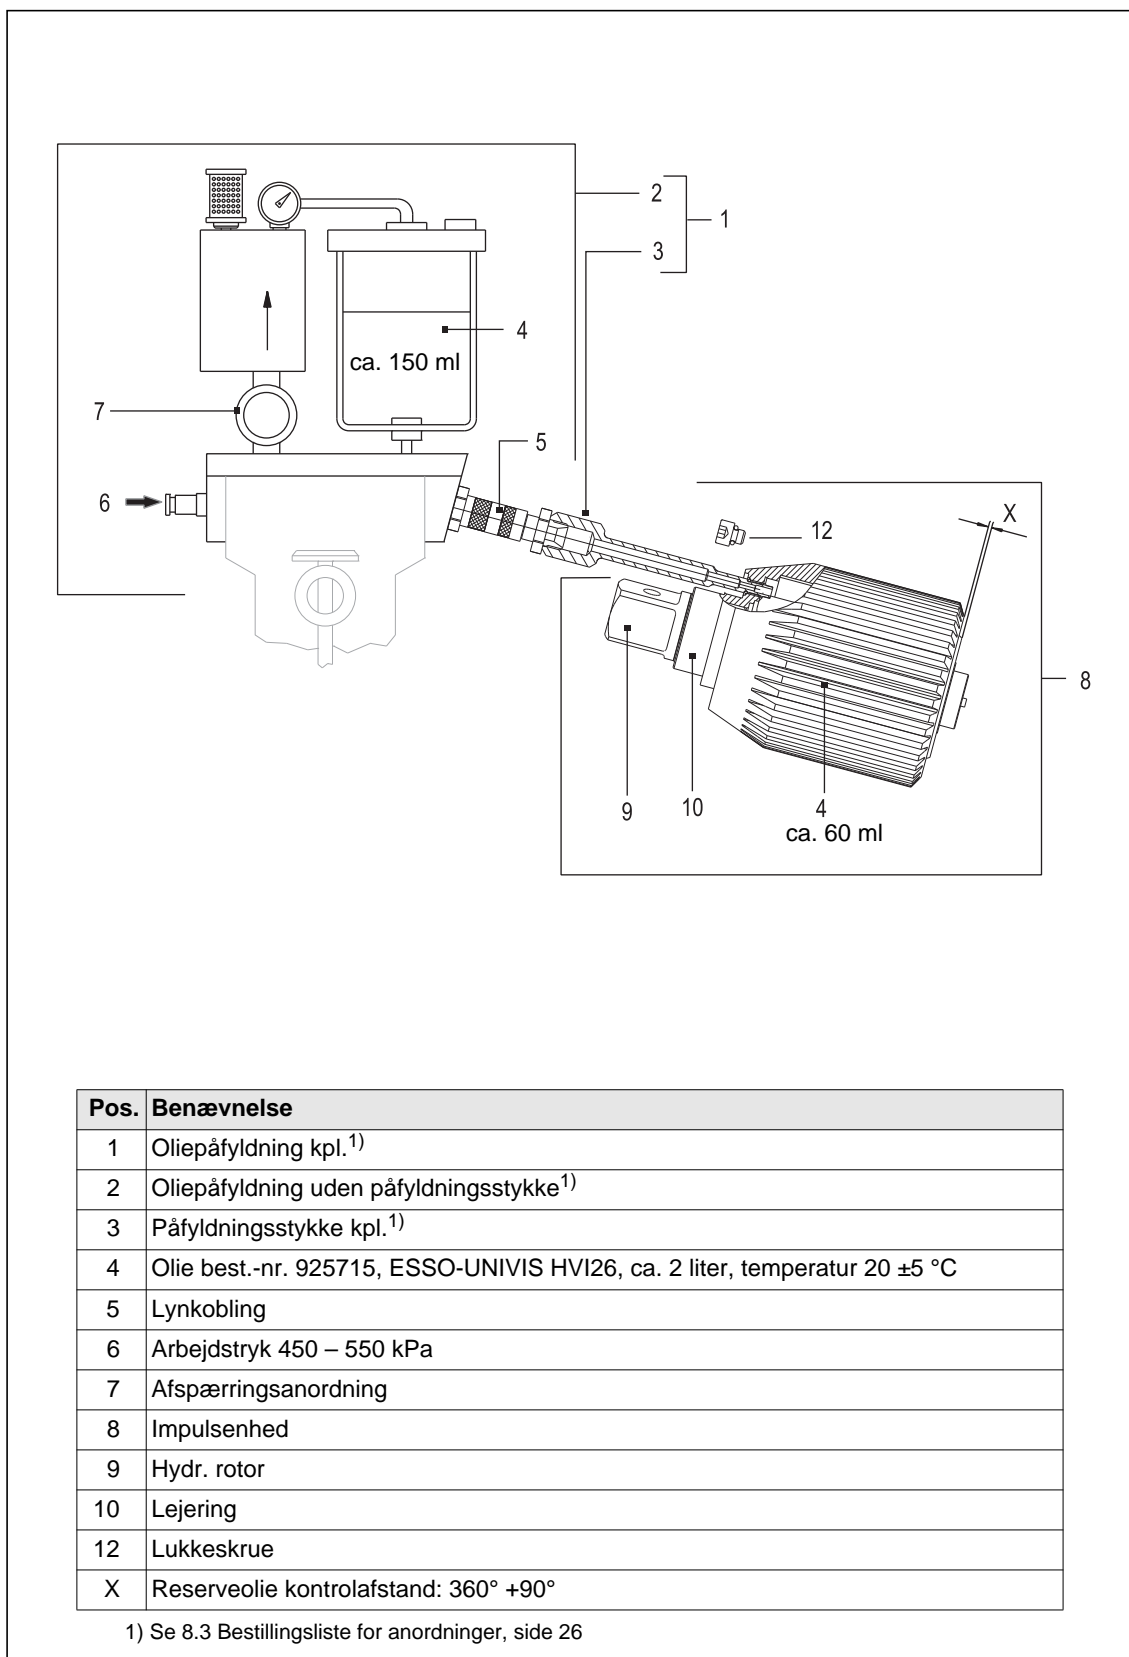 2
1
3
4
ca. 150 ml
7
5
6
X
12
8
9
10
4
ca. 60 ml
Pos. Benævnelse
1 Oliepåfyldning kpl.1)
2 Oliepåfyldning uden påfyldningsstykke1)
3 Påfyldningsstykke kpl.1)
4 Olie best.-nr. 925715, ESSO-UNIVIS HVI26, ca. 2 liter, temperatur 20 ±5 °C
5 Lynkobling
6 Arbejdstryk 450 – 550 kPa
7 Afspærringsanordning
8 Impulsenhed
9 Hydr. rotor
10 Lejering
12 Lukkeskrue
X Reserveolie kontrolafstand: 360° +90°
1) Se 8.3 Bestillingsliste for anordninger, side 26